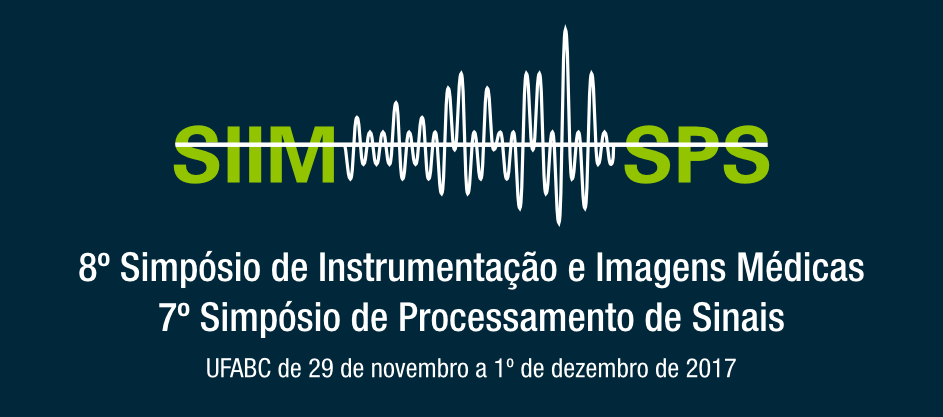 SIIM SPS
8º Simpósio de Instrumentação e Imagens Médicas
7º Simpósio de Processamento de Sinais
UFABC de 29 de novembro a 1º de dezembro de 2017